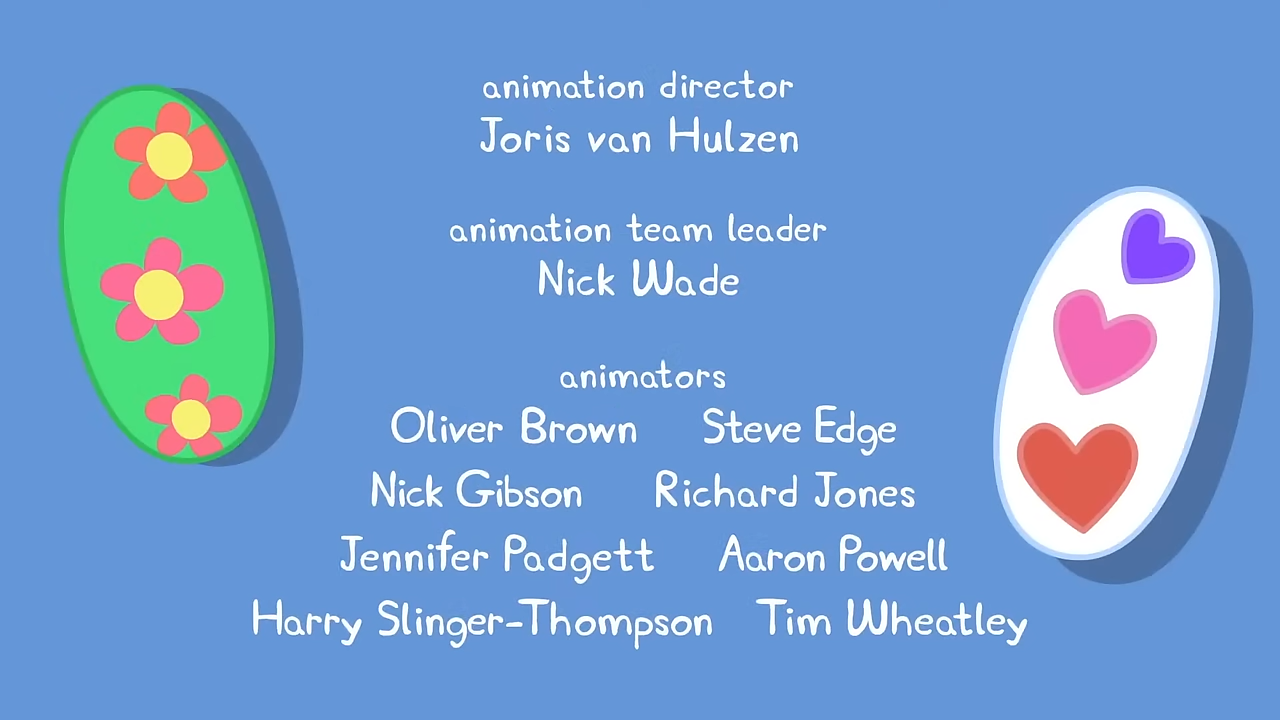 animation director
Joris van Hulzen
animation team leader
Nick Wade
animators
Oliver Brown Steve Edge
Nick Gibson Richard Jones
Jennifer Padgett Aaron Powell
Harry Slinger-Thompson Tim Wheatley